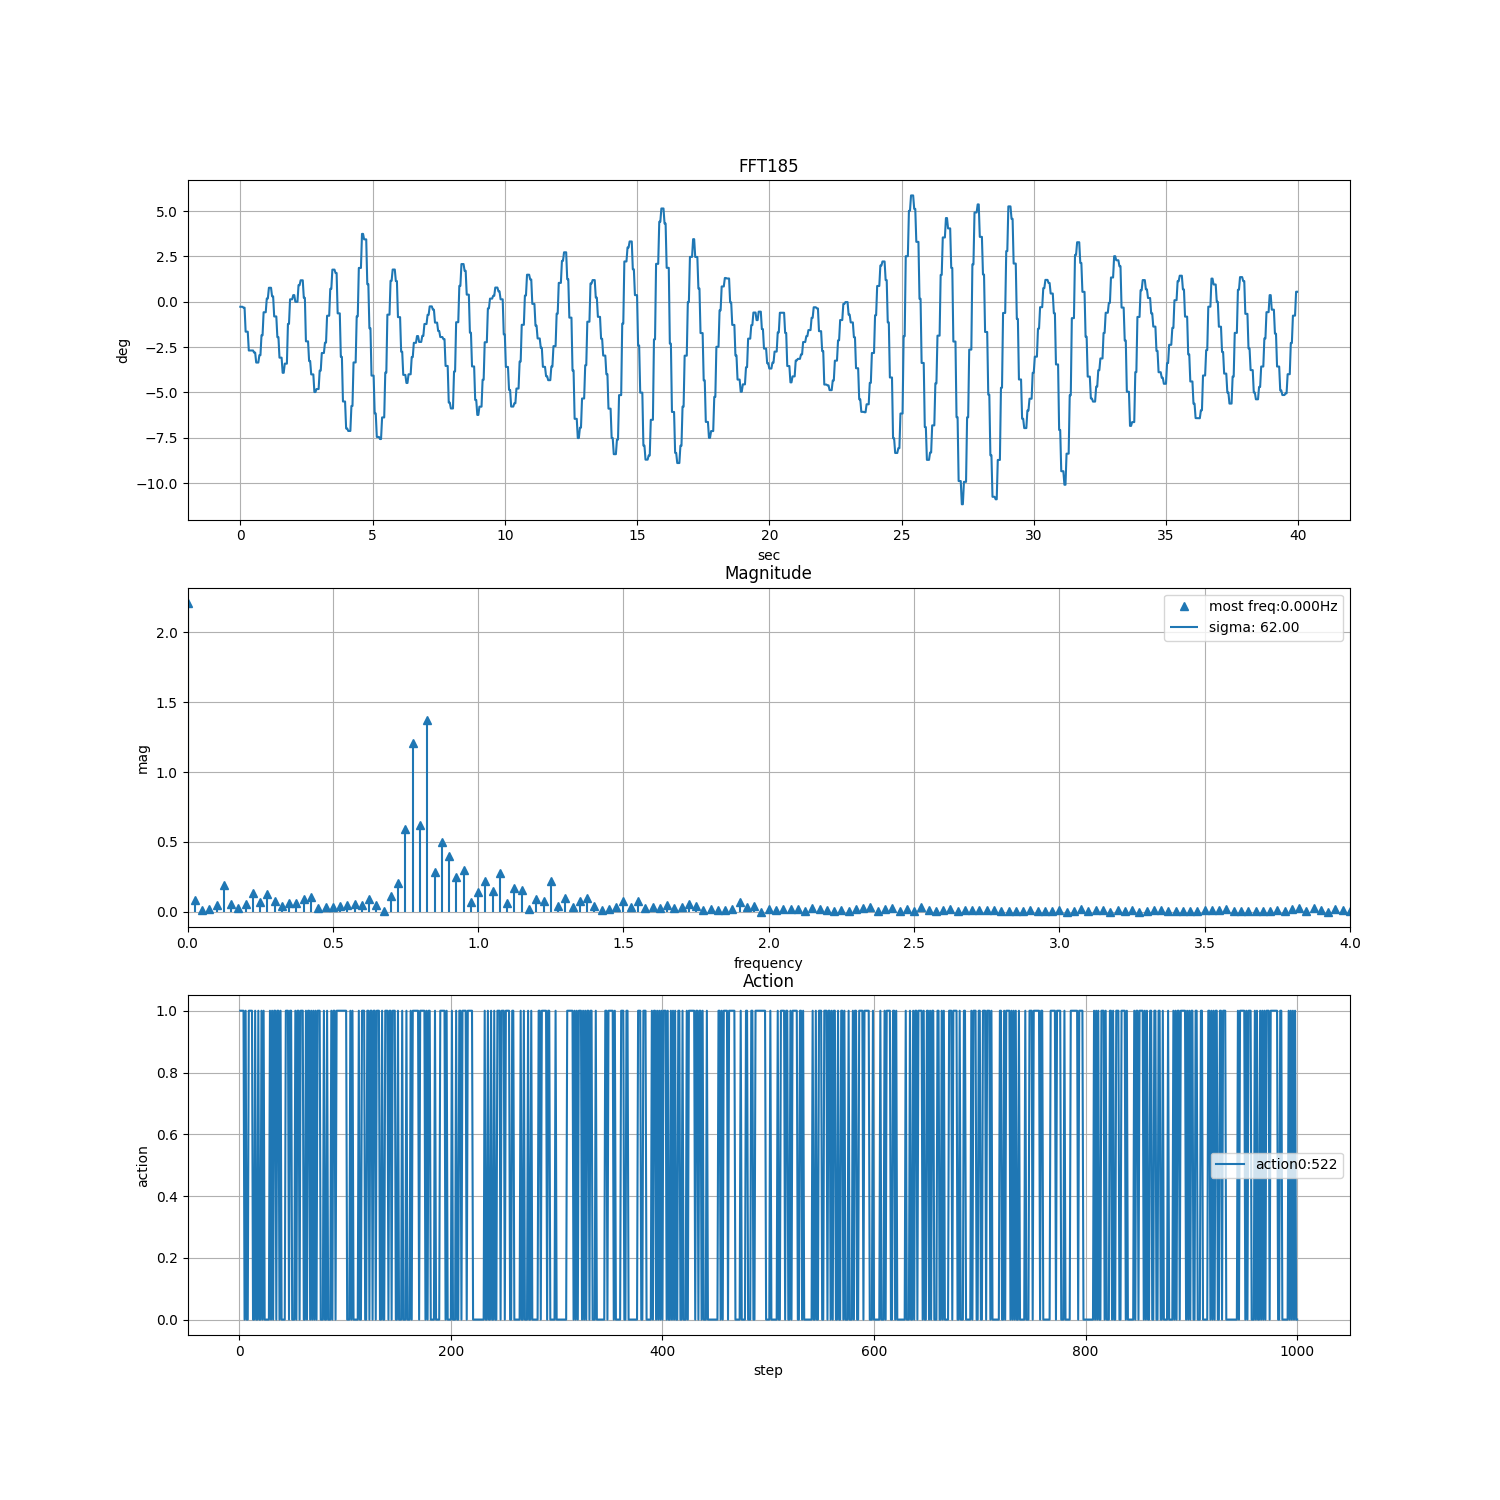 FFT185
5.0
2.5
0.0
−2.5
−5.0
−7.5
−10.0
deg
0 5 10 15 20 25 30 35 40
sec
Magnitude
most freq:0.000Hz
sigma: 62.00
2.0
1.5
1.0
0.5
0.0
mag
0.0 0.5 1.0 1.5 2.0 2.5 3.0 3.5 4.0
frequency
Action
1.0
0.8
0.6
0.4
0.2
0.0
action
action0:522
0 200 400 600 800 1000
step